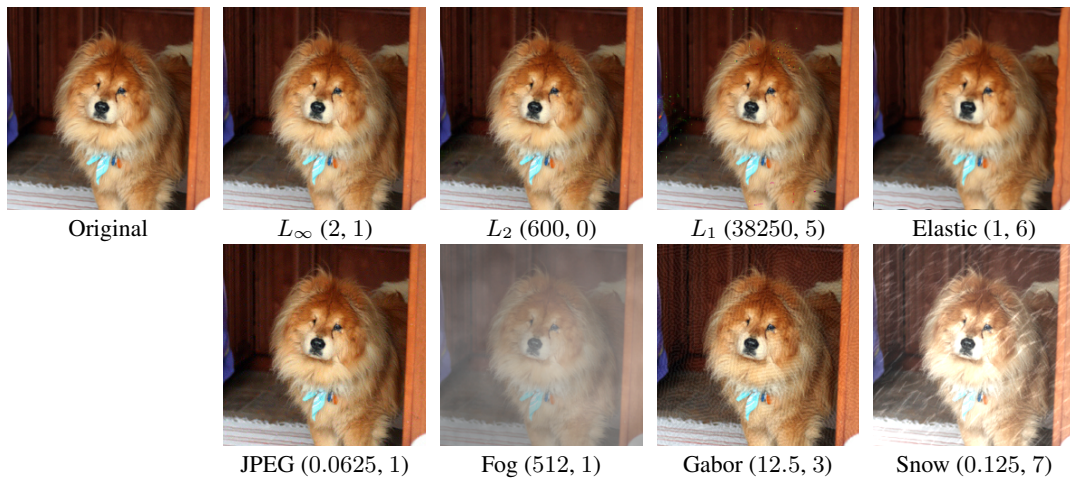 Original
L∞ (2, 1)
L2 (600, 0)
L1 (38250, 5)
Elastic (1, 6)
JPEG (0.0625, 1)
Fog (512, 1)
Gabor (12.5, 3)
Snow (0.125, 7)